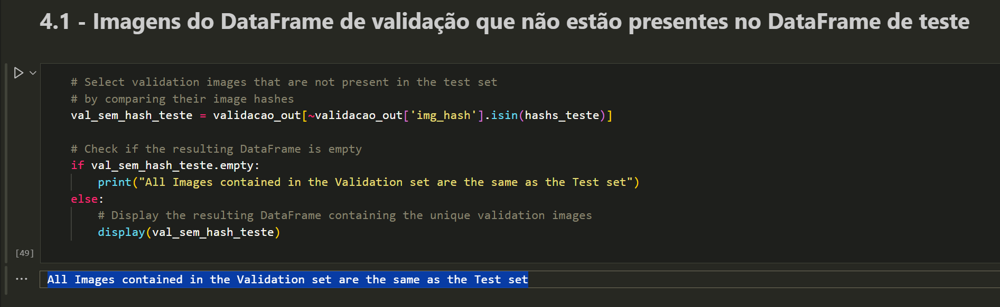 4.1 - Imagens do DataFrame de validação que não estão presentes no DataFrame de teste
# Select validation images that are not present in the test set
# by comparing their image hashes
val_sem_hash_teste = validacao_out[~validacao_out['img_hash'].isin(hashs_teste)]
# Check if the resulting DataFrame is empty
if val_sem_hash_teste.empty:
print("All Images contained in the Validation set are the same as the Test set")
else:
# Display the resulting DataFrame containing the unique validation images
display(val_sem_hash_teste)
[49]
All Images contained in the Validation set are the same as the Test set